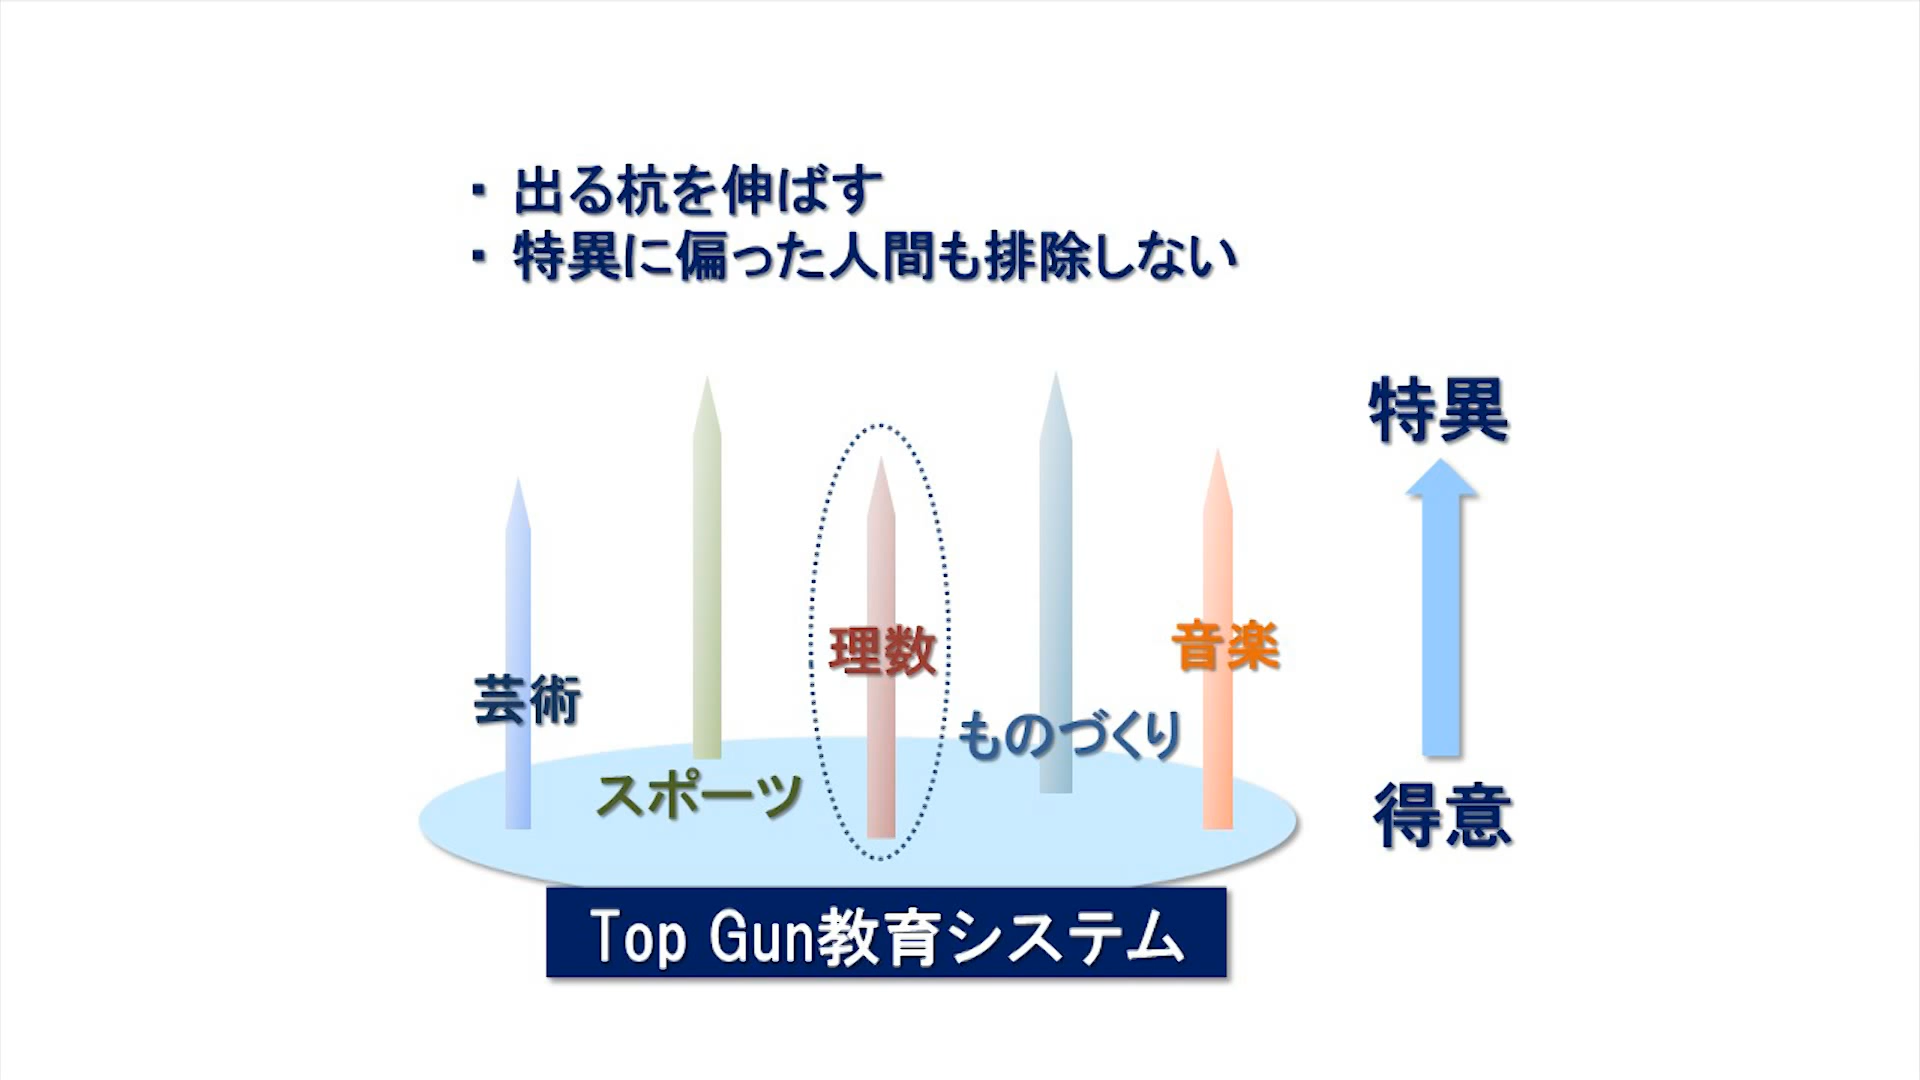 ・ 出る杭を伸ばす
・ 特異に偏った人間も排除しない
特異
理数
音楽
芸術
ものづくり
スポーツ
得意
Top Gun教育システム